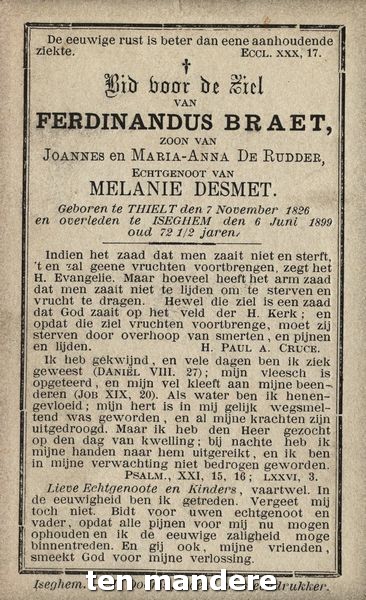 De eeuwige rust is beter dan eene aanhoudende
ziekte. ECCL. XXX, 17.
Bid voor de Ziel
VAN
FERDINANDUS BRAET,
ZOON VAN
JOANNES en MARIA-ANNA DE RUDDER,
ECHTGENOOT VAN
MELANIE DESMET.
Geboren te THIELT den 7 November 1826
en overleden te ISEGHEM den 6 Juni 1899
oud 72 1/2 jaren.
Indien het zaad dat men zaait niet en sterft,
't en zal geene vruchten voortbrengen, zegt het
H. Evangelie. Maar hoeveel heeft het arm zaad
dat men zaait niet te lijden om te sterven en
vrucht te dragen. Hewel die ziel is een zaad
dat God zaait op het veld der H. Kerk; en
opdat die ziel vruchten voortbrenge, moet zij
sterven door overhoop van smerten, en pijnen
en lijden. H. PAUL A. CRUCE.
Ik heb gekwijnd, en vele dagen ben ik ziek
geweest (DANIËL VIII. 27); mijn vleesch is
opgeteerd, en mijn vel kleeft aan mijne been-
deren (JOB XIX, 20). Als water ben ik henen-
gevloeid; mijn hert is in mij gelijk wegsmel-
tend was geworden, en al mijne krachten zijn
uitgedroogd. Maar ik heb den Heer gezocht
op den dag van kwelling; bij nachte heb ik
mijne handen naar hem uitgestrekt, en ik ben
in mijne verwachting niet bedrogen geworden.
PSALM, XXI, 15, 16; LXXVI, 3.
Lieve Echtgenoote en Kinders, vaartwel. In
de eeuwigheid ben ik getreden. Vergeet mij
toch niet. Bidt voor uwen echtgenoot en
vader, opdat alle pijnen voor mij nu mogen
ophouden en ik de eeuwige zaligheid moge
binnentreden. En gij ook, mijne vrienden,
smeekt God voor mijne verlossing.
Iseghem. drukker.
ten mandere